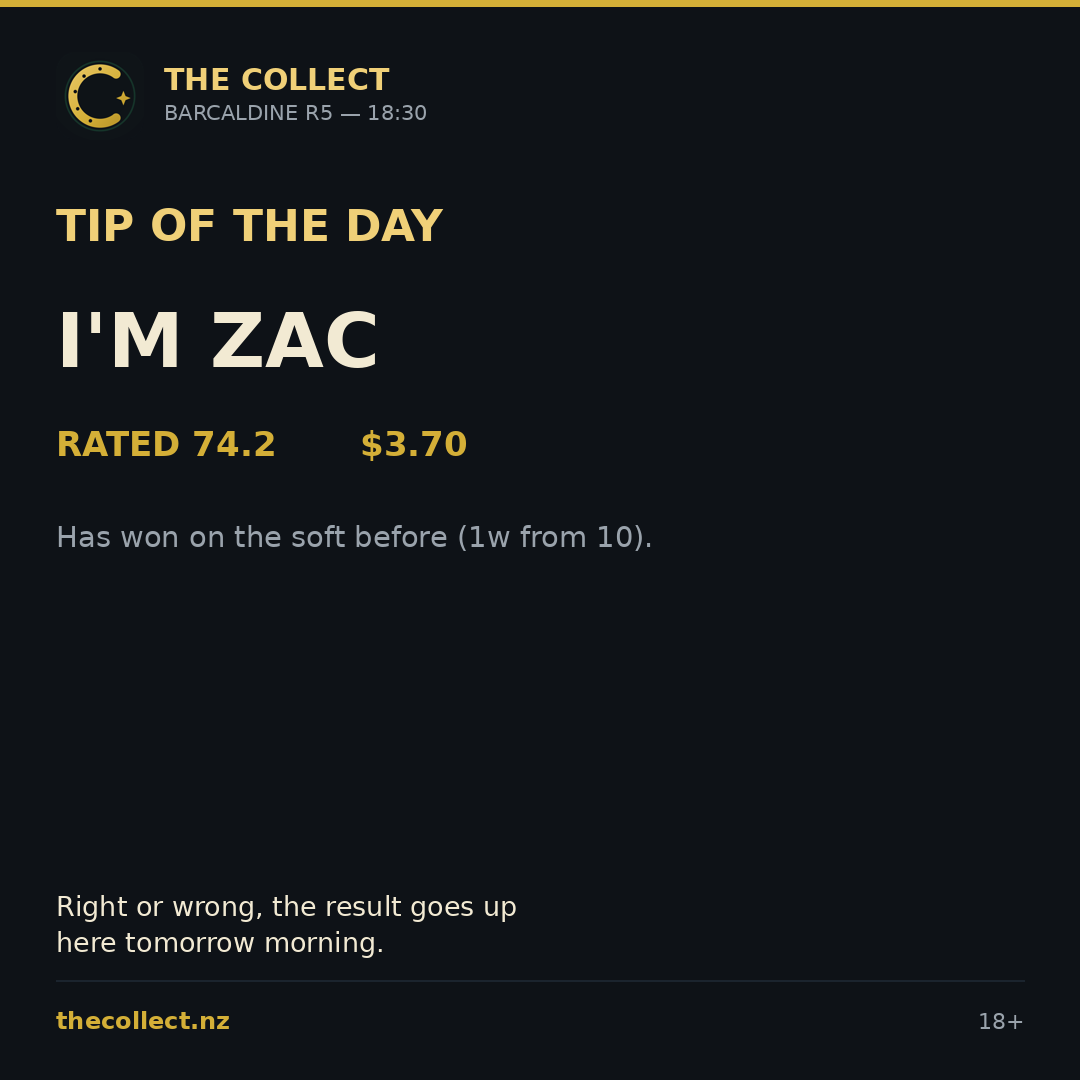 THE COLLECT
BARCALDINE R5 — 18:30
TIP OF THE DAY
I'M ZAC
RATED 74.2 $3.70
Has won on the soft before (1w from 10).
Right or wrong, the result goes up
here tomorrow morning.
thecollect.nz 18+